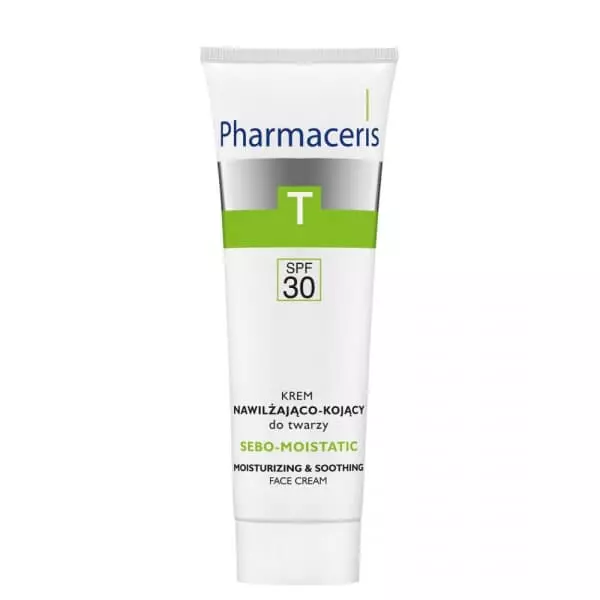 Pharmaceris
T
SPF
30
KREM
NAWILŻAJĄCO-KOJĄCY
do twarzy
SEBO-MOISTATIC
MOISTURIZING & SOOTHING
FACE CREAM